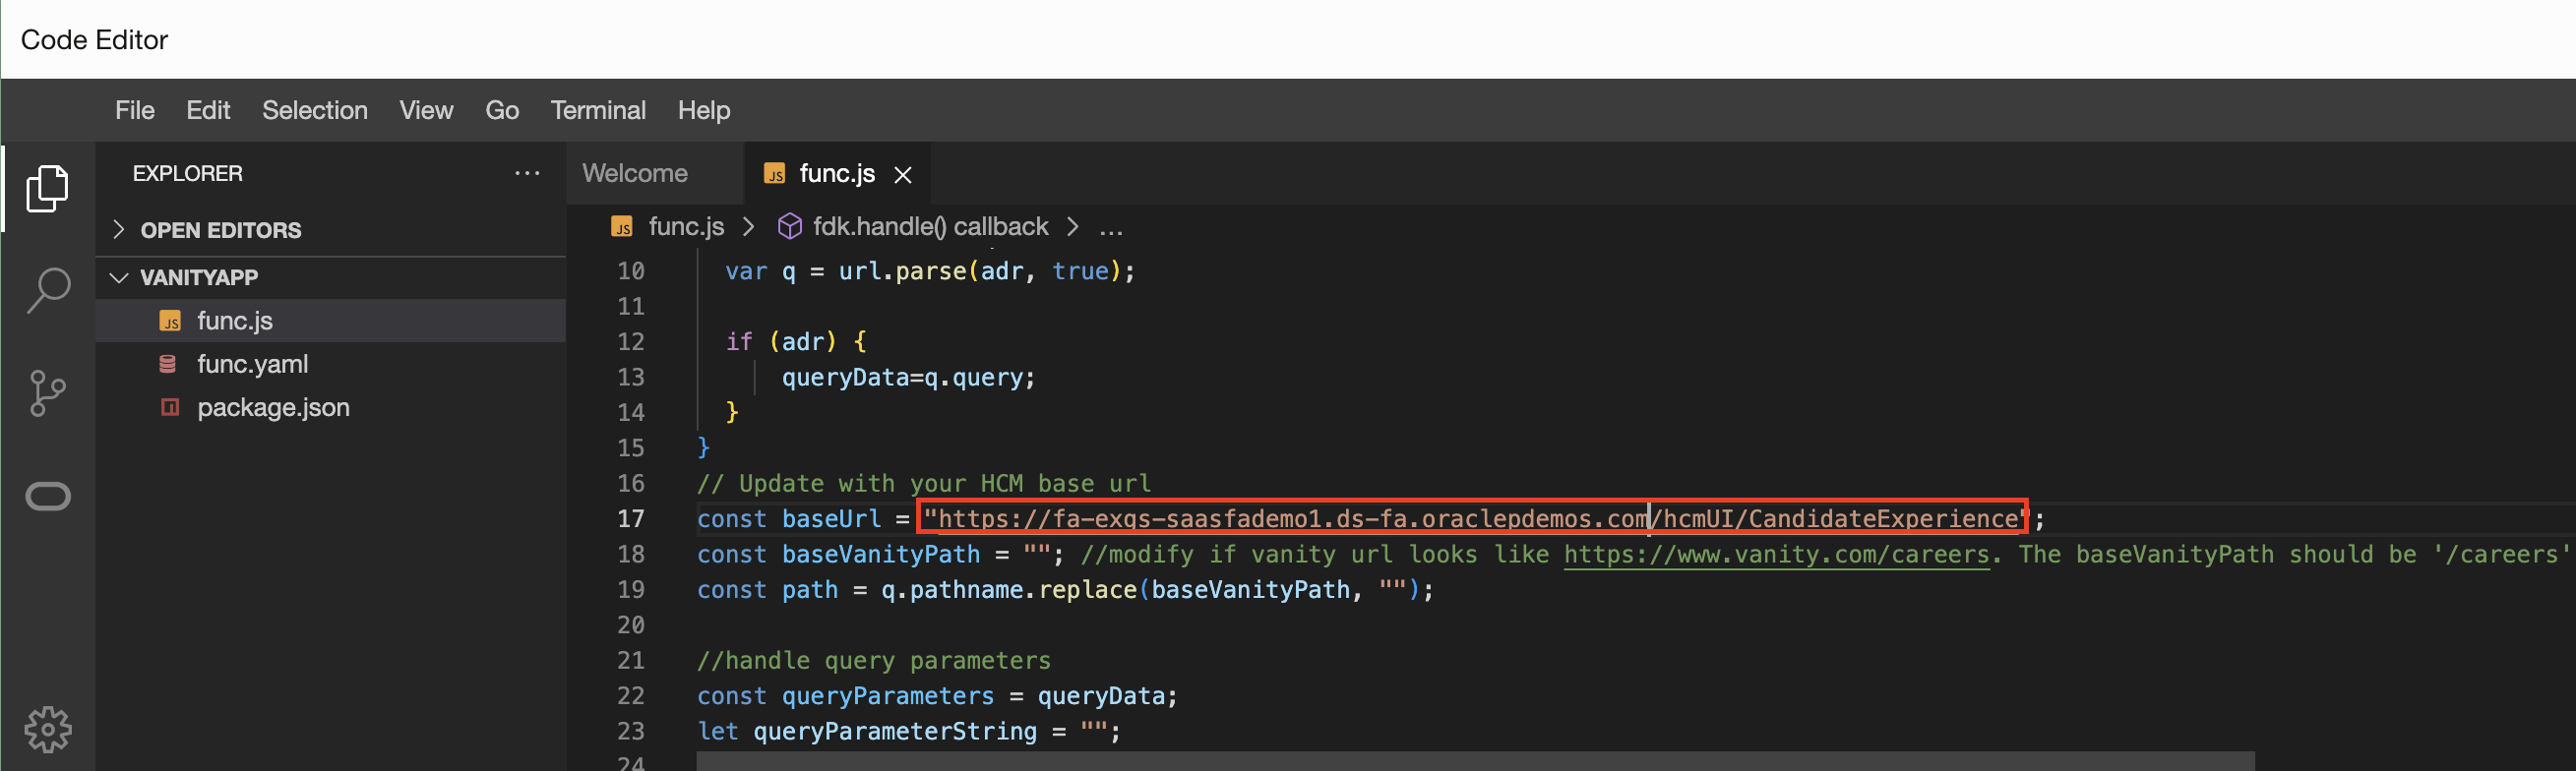 Code Editor
File Edit Selection View Go Terminal Help
EXPLORER ...
OPEN EDITORS
VANITYAPP
JS func.js
func.yaml
package.json
Welcome JS func.js
JS func.js > fdk.handle() callback > ...
10 var q = url.parse(adr, true);
11
12 if (adr) {
13 queryData=q.query;
14 }
15 }
16 // Update with your HCM base url
17 const baseUrl = "https://fa-exqs-saasfademo1.ds-fa.oraclepdemos.com/hcmUI/CandidateExperience";
18 const baseVanityPath = ""; //modify if vanity url looks like https://www.vanity.com/careers. The baseVanityPath should be '/careers'
19 const path = q.pathname.replace(baseVanityPath, "");
20
21 //handle query parameters
22 const queryParameters = queryData;
23 let queryParameterString = "";
24